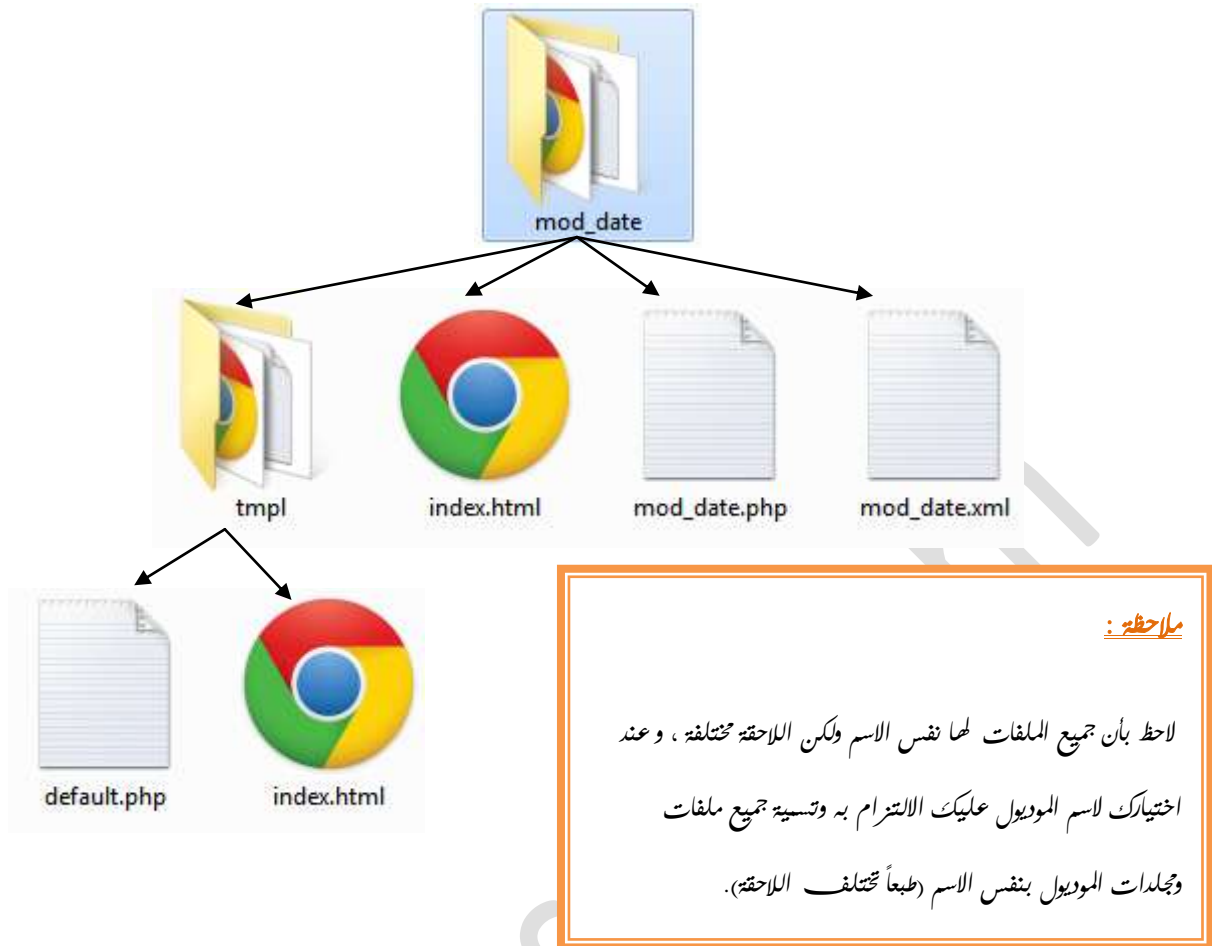 mod_date
tmpl
index.html
mod_date.php
mod_date.xml
default.php
index.html
ملاحظة :
لاحظ بأن جميع الملفات لها نفس الاسم ولكن اللاحقة مختلفة ، و عند
اختيارك لاسم الموديول عليك الالتزام به وتسمية جميع ملفات
ومجلدات الموديول بنفس الاسم (طبعاً تختلف اللاحقة).